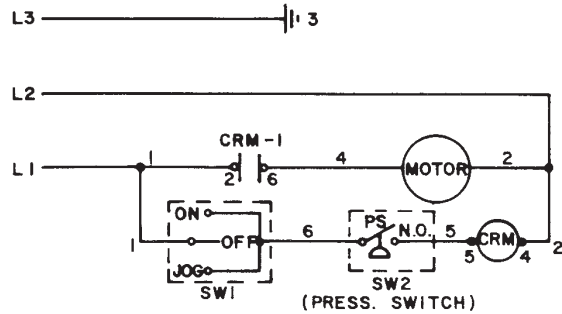 L3 3
L2
CRM-1
L1 1 2 6 4 MOTOR 2
ON
1 OFF 6 PS N.O. 5 5 CRM 4 2
JOG
SW1 SW2
(PRESS. SWITCH)